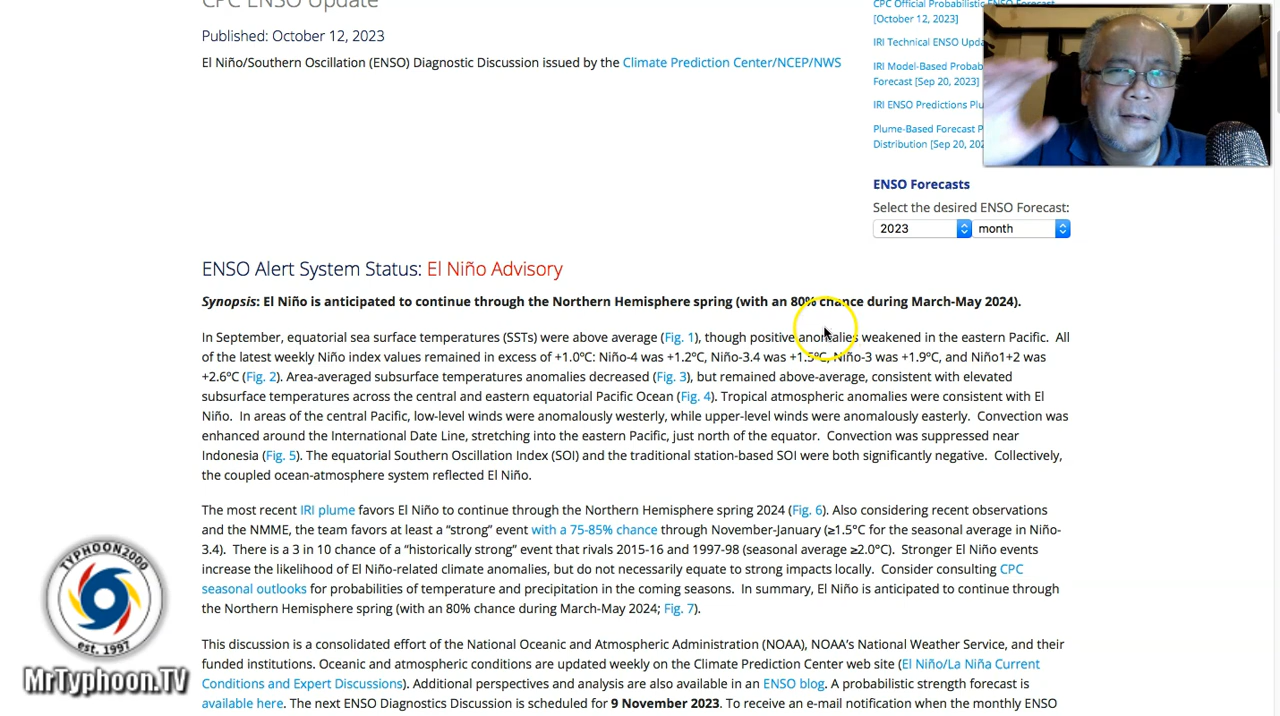 CPC ENSO Update
CPC Official Probabilistic ENSO Forecast
[October 12, 2023]
Published: October 12, 2023
IRI Technical ENSO Upda
El Niño/Southern Oscillation (ENSO) Diagnostic Discussion issued by the Climate Prediction Center/NCEP/NWS
IRI Model-Based Probab
Forecast [Sep 20, 2023]
IRI ENSO Predictions Plu
Plume-Based Forecast P
Distribution [Sep 20, 202
ENSO Forecasts
Select the desired ENSO Forecast:
2023 month
ENSO Alert System Status: El Niño Advisory
Synopsis: El Niño is anticipated to continue through the Northern Hemisphere spring (with an 80% chance during March-May 2024).
In September, equatorial sea surface temperatures (SSTs) were above average (Fig. 1), though positive anomalies weakened in the eastern Pacific. All
of the latest weekly Niño index values remained in excess of +1.0ºC: Niño-4 was +1.2ºC, Niño-3.4 was +1.5ºC, Niño-3 was +1.9ºC, and Niño1+2 was
+2.6ºC (Fig. 2). Area-averaged subsurface temperatures anomalies decreased (Fig. 3), but remained above-average, consistent with elevated
subsurface temperatures across the central and eastern equatorial Pacific Ocean (Fig. 4). Tropical atmospheric anomalies were consistent with El
Niño. In areas of the central Pacific, low-level winds were anomalously westerly, while upper-level winds were anomalously easterly. Convection was
enhanced around the International Date Line, stretching into the eastern Pacific, just north of the equator. Convection was suppressed near
Indonesia (Fig. 5). The equatorial Southern Oscillation Index (SOI) and the traditional station-based SOI were both significantly negative. Collectively,
the coupled ocean-atmosphere system reflected El Niño.
The most recent IRI plume favors El Niño to continue through the Northern Hemisphere spring 2024 (Fig. 6). Also considering recent observations
and the NMME, the team favors at least a “strong” event with a 75-85% chance through November-January (≥1.5°C for the seasonal average in Niño-
3.4). There is a 3 in 10 chance of a “historically strong” event that rivals 2015-16 and 1997-98 (seasonal average ≥2.0°C). Stronger El Niño events
increase the likelihood of El Niño-related climate anomalies, but do not necessarily equate to strong impacts locally. Consider consulting CPC
seasonal outlooks for probabilities of temperature and precipitation in the coming seasons. In summary, El Niño is anticipated to continue through
the Northern Hemisphere spring (with an 80% chance during March-May 2024; Fig. 7).
This discussion is a consolidated effort of the National Oceanic and Atmospheric Administration (NOAA), NOAA’s National Weather Service, and their
funded institutions. Oceanic and atmospheric conditions are updated weekly on the Climate Prediction Center web site (El Niño/La Niña Current
Conditions and Expert Discussions). Additional perspectives and analysis are also available in an ENSO blog. A probabilistic strength forecast is
available here. The next ENSO Diagnostics Discussion is scheduled for 9 November 2023. To receive an e-mail notification when the monthly ENSO
TYPHOON2000
est. 1997
MrTyphoon.TV